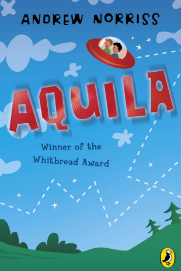 ANDREW NORRISS
AQUILA
Winner of the
Whitbread Award